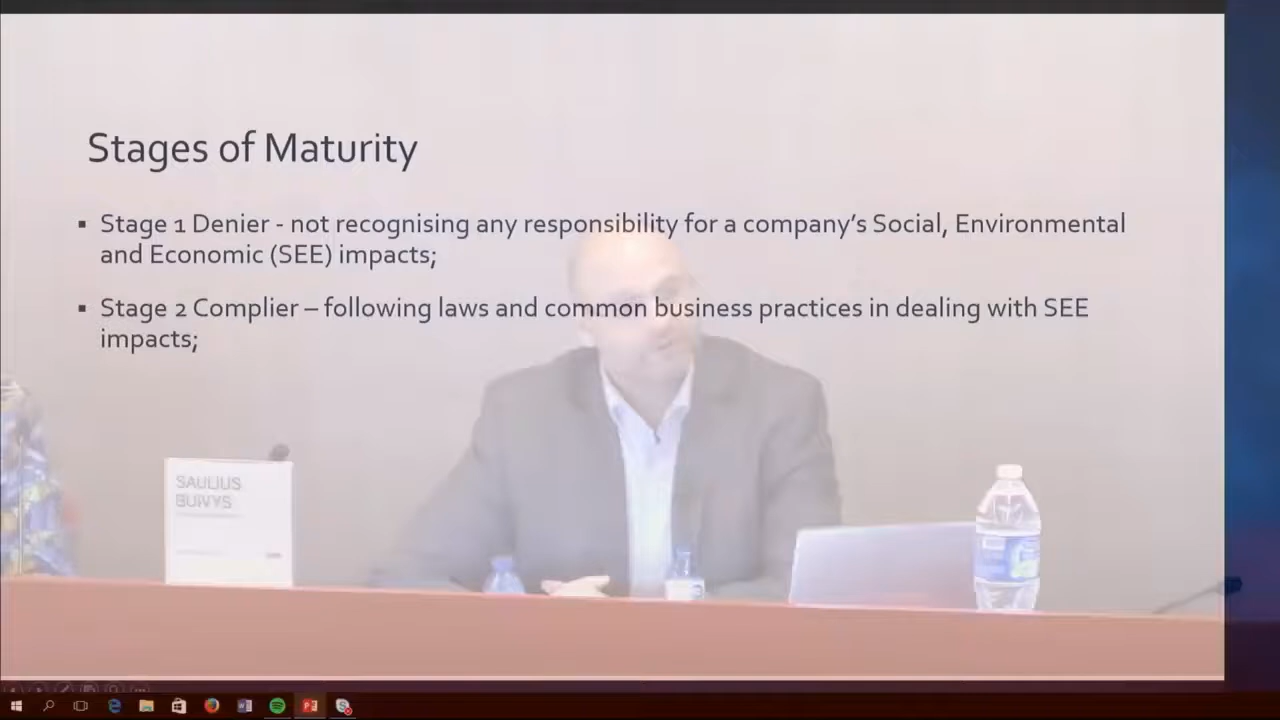 Stages of Maturity
▪ Stage 1 Denier - not recognising any responsibility for a company’s Social, Environmental
and Economic (SEE) impacts;
▪ Stage 2 Complier – following laws and common business practices in dealing with SEE
impacts;
SAULIUS
BUIVYS